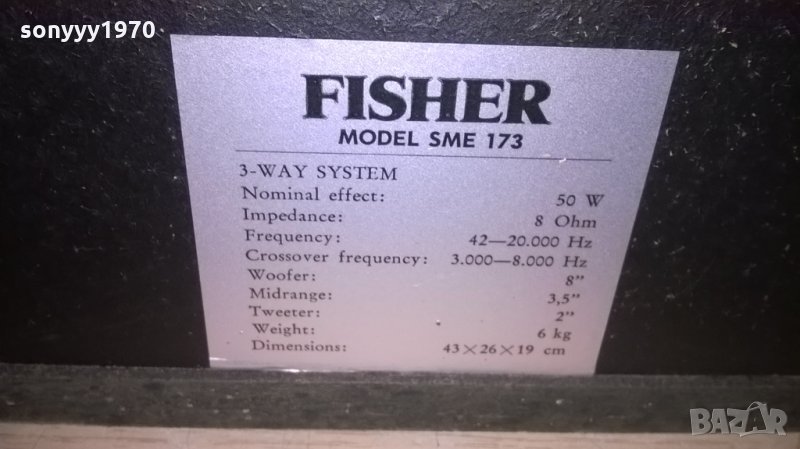 sonyyy1970
FISHER
MODEL SME 173
3-WAY SYSTEM
Nominal effect: 50 W
Impedance: 8 Ohm
Frequency: 42—20.000 Hz
Crossover frequency: 3.000—8.000 Hz
Woofer: 8”
Midrange: 3,5”
Tweeter: 2”
Weight: 6 kg
Dimensions: 43×26×19 cm
BAZAR